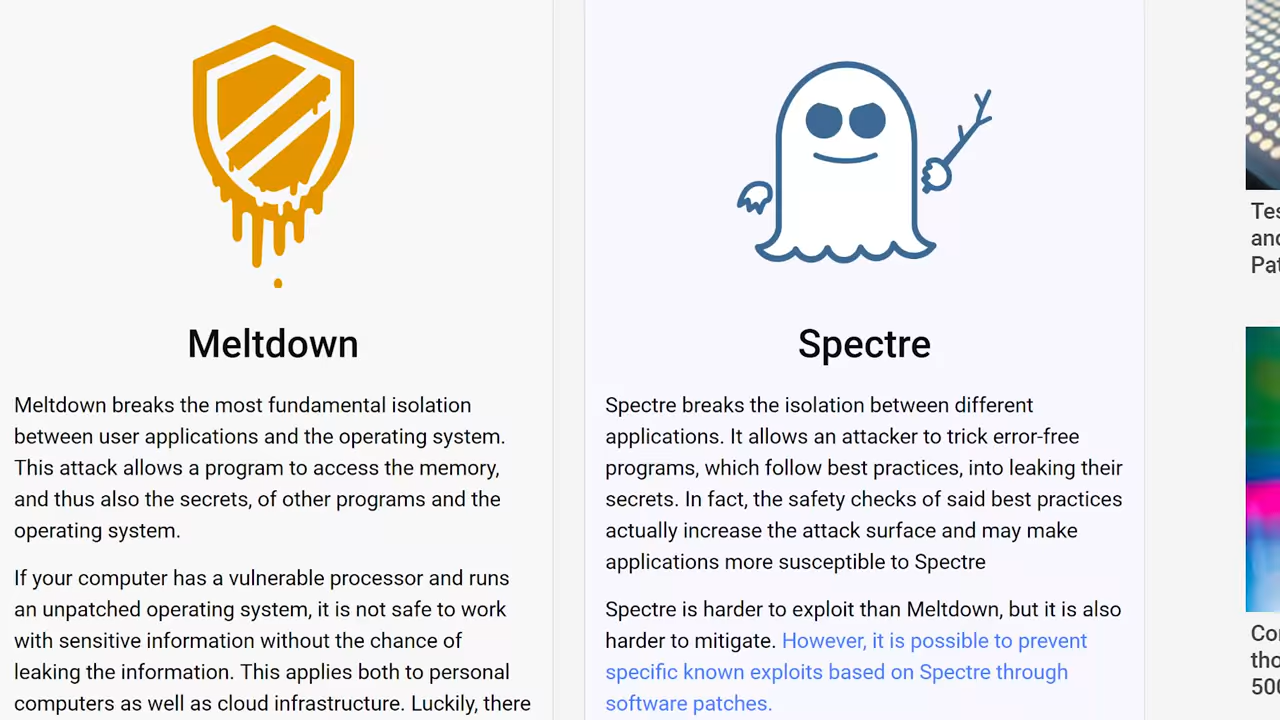 Meltdown
Meltdown breaks the most fundamental isolation
between user applications and the operating system.
This attack allows a program to access the memory,
and thus also the secrets, of other programs and the
operating system.
If your computer has a vulnerable processor and runs
an unpatched operating system, it is not safe to work
with sensitive information without the chance of
leaking the information. This applies both to personal
computers as well as cloud infrastructure. Luckily, there
Spectre
Spectre breaks the isolation between different
applications. It allows an attacker to trick error-free
programs, which follow best practices, into leaking their
secrets. In fact, the safety checks of said best practices
actually increase the attack surface and may make
applications more susceptible to Spectre
Spectre is harder to exploit than Meltdown, but it is also
harder to mitigate. However, it is possible to prevent
specific known exploits based on Spectre through
software patches.